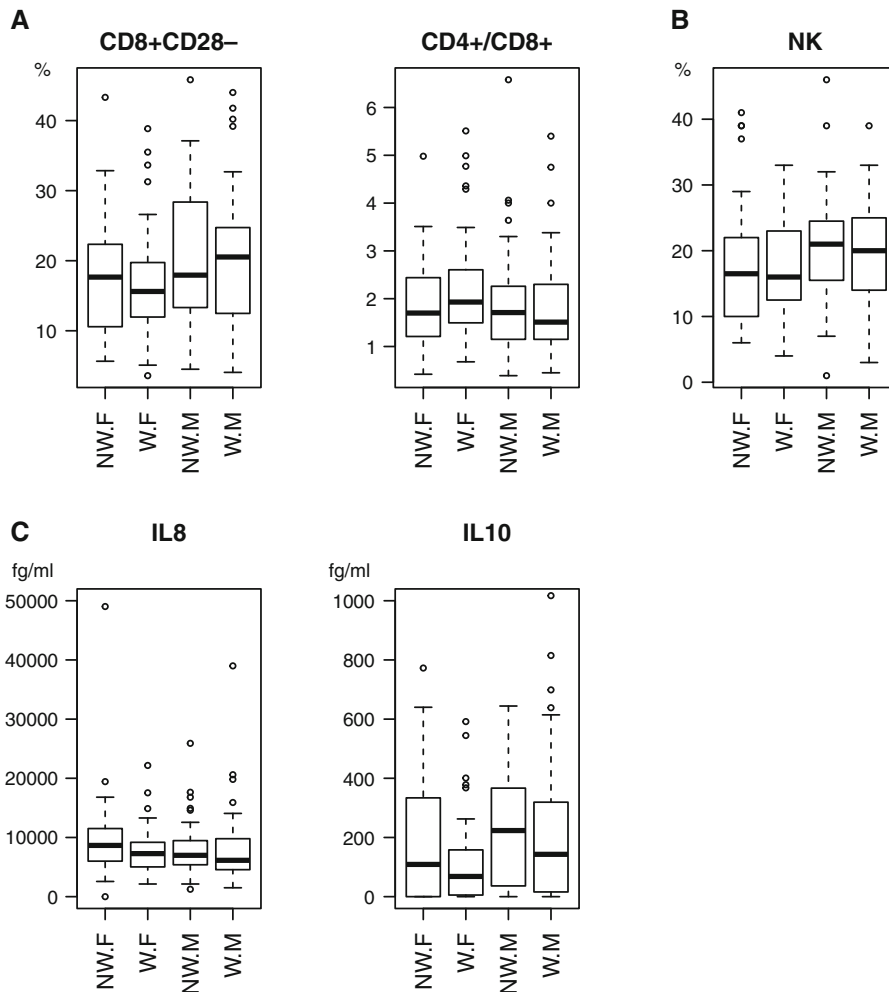 A
B
CD8+CD28–
CD4+/CD8+
NK
%
40
30
20
10
NW.F
W.F
NW.M
W.M
6
5
4
3
2
1
NW.F
W.F
NW.M
W.M
%
40
30
20
10
0
NW.F
W.F
NW.M
W.M
C
IL8
IL10
fg/ml
50000
40000
30000
20000
10000
0
NW.F
W.F
NW.M
W.M
fg/ml
1000
800
600
400
200
0
NW.F
W.F
NW.M
W.M